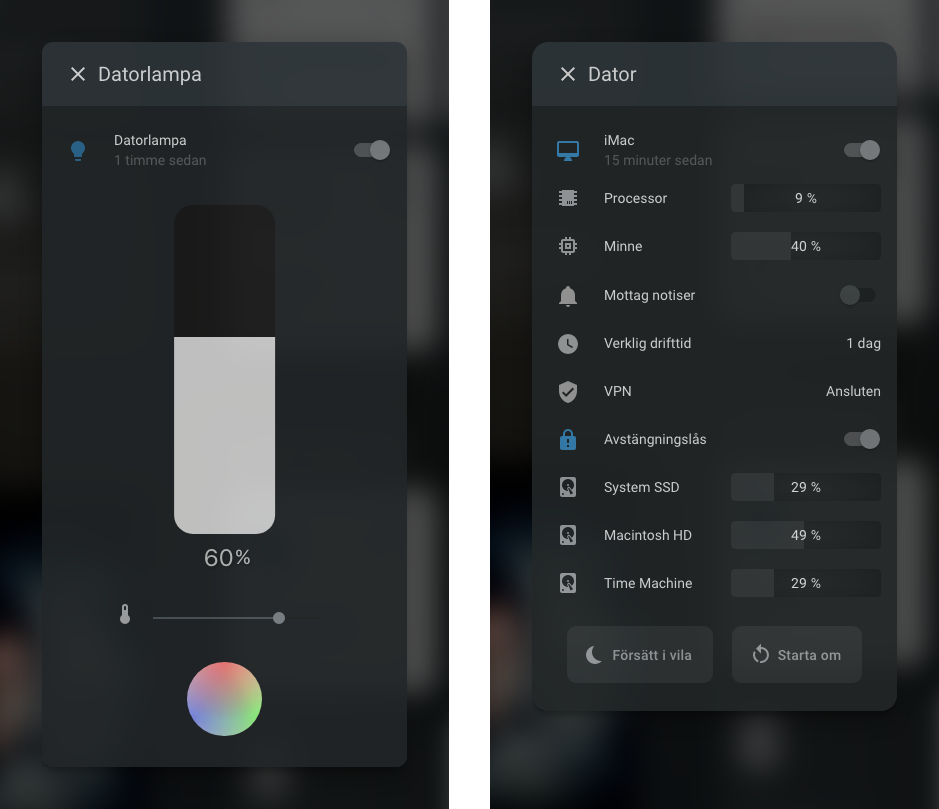 Datorlampa
Datorlampa
1 timme sedan
60%
Dator
iMac
15 minuter sedan
Processor 9 %
Minne 40 %
Mottag notiser
Verklig drifttid 1 dag
VPN Ansluten
Avstängningslås
System SSD 29 %
Macintosh HD 49 %
Time Machine 29 %
Försätt i vila Starta om